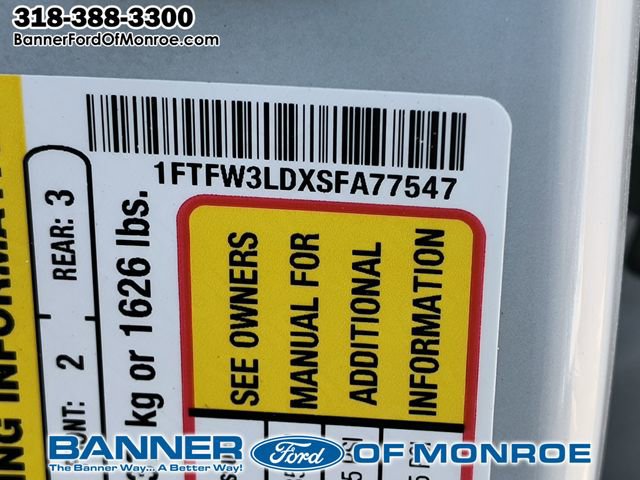 318-388-3300
BannerFordOfMonroe.com
1FTFW3LDXSFA77547
REAR: 3
2
kg or 1626 lbs.
SEE OWNERS
MANUAL FOR
ADDITIONAL
INFORMATION
BANNER Ford OF MONROE
The Banner Way... A Better Way!